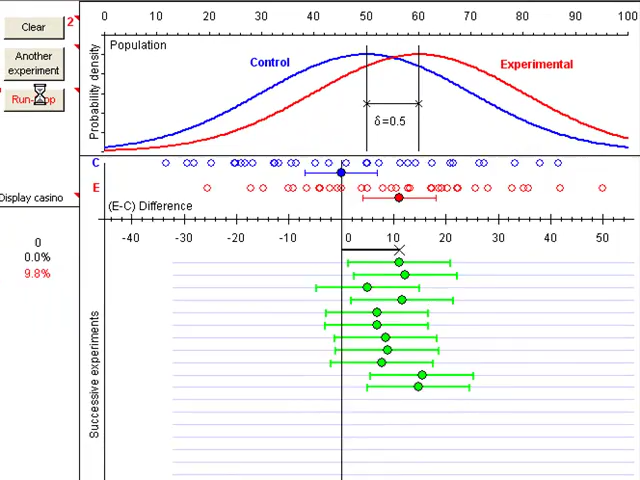 0 10 20 30 40 50 60 70 80 90 100
Clear
2
Another
experiment
Population
Control
Experimental
Probability density
δ=0.5
C
E
Display casino
(E-C) Difference
-40 -30 -20 -10 0 10 20 30 40 50
0
0.0%
9.8%
Successive experiments